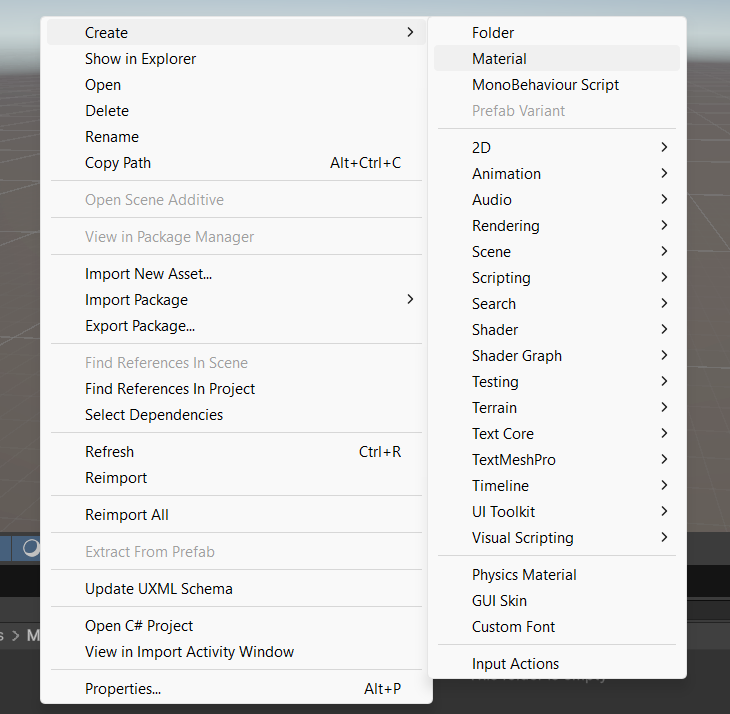 Create
Show in Explorer
Open
Delete
Rename
Copy Path Alt+Ctrl+C
Open Scene Additive
View in Package Manager
Import New Asset...
Import Package
Export Package...
Find References In Scene
Find References In Project
Select Dependencies
Refresh Ctrl+R
Reimport
Reimport All
Extract From Prefab
Update UXML Schema
Open C# Project
View in Import Activity Window
Properties... Alt+P
Folder
Material
MonoBehaviour Script
Prefab Variant
2D
Animation
Audio
Rendering
Scene
Scripting
Search
Shader
Shader Graph
Testing
Terrain
Text Core
TextMeshPro
Timeline
UI Toolkit
Visual Scripting
Physics Material
GUI Skin
Custom Font
Input Actions